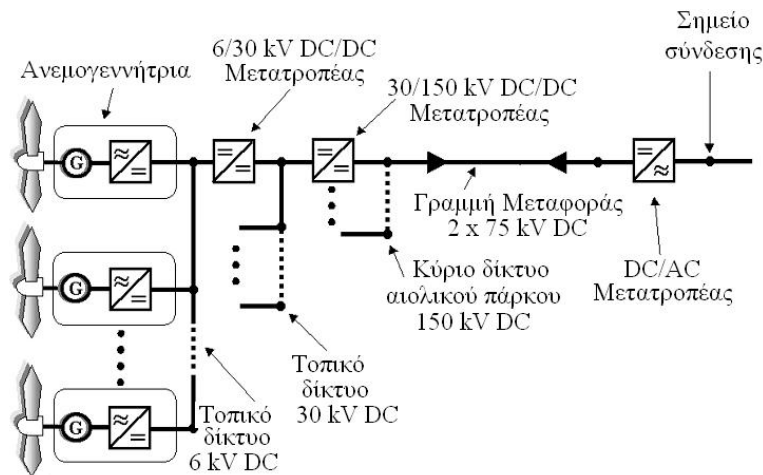 Σημείο
σύνδεσης
6/30 kV DC/DC
Μετατροπέας
Ανεμογεννήτρια
30/150 kV DC/DC
Μετατροπέας
G
Γραμμή Μεταφοράς
2 x 75 kV DC
G
Κύριο δίκτυο
αιολικού πάρκου
150 kV DC
DC/AC
Μετατροπέας
Τοπικό
δίκτυο
30 kV DC
G
Τοπικό
δίκτυο
6 kV DC